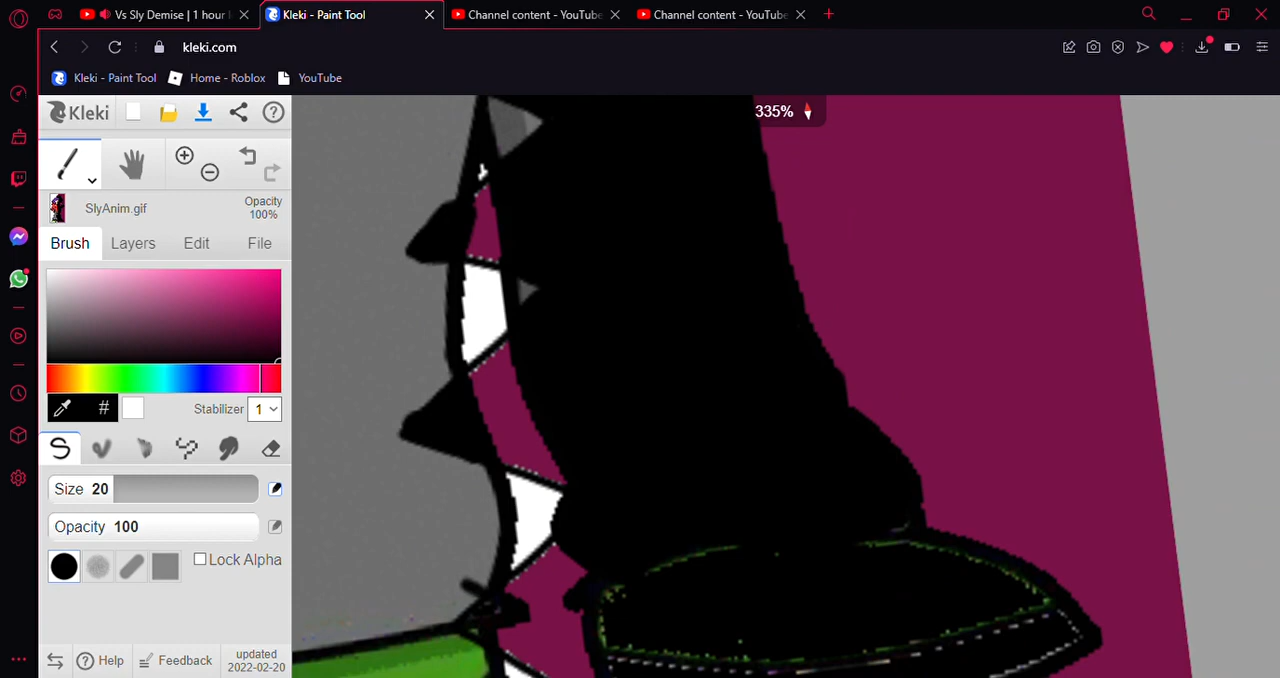 Vs Sly Demise | 1 hour
Kleki - Paint Tool
Channel content - YouTube
Channel content - YouTube
kleki.com
Kleki - Paint Tool
Home - Roblox
YouTube
Kleki
335%
SlyAnim.gif
Opacity
100%
Brush
Layers
Edit
File
#
Stabilizer
1
Size 20
Opacity 100
Lock Alpha
Help
Feedback
updated
2022-02-20